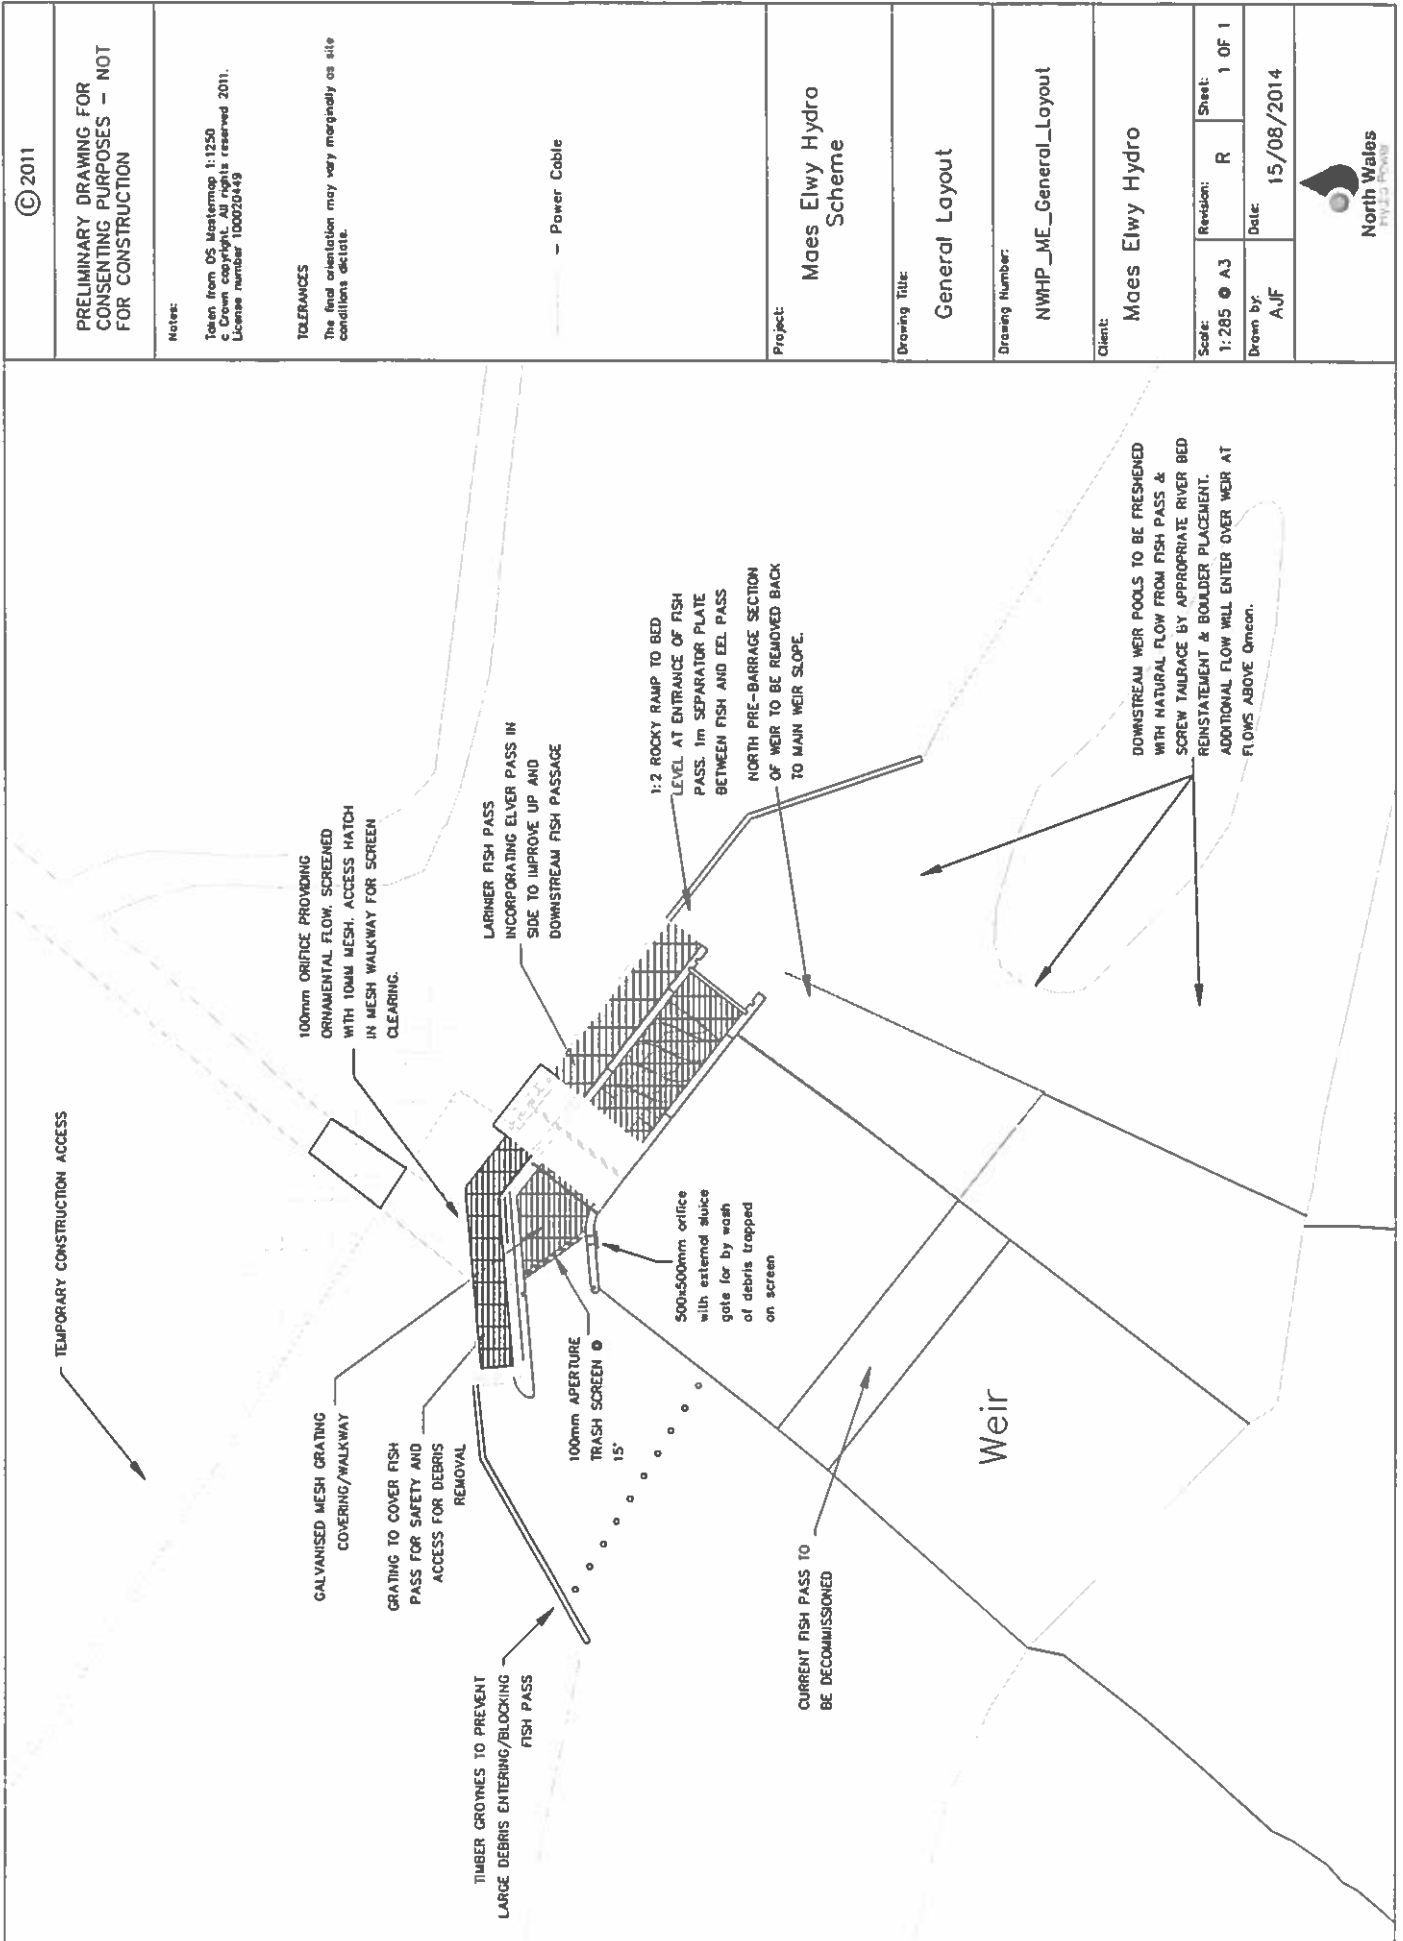 TEMPORARY CONSTRUCTION ACCESS
GALVANISED MESH GRATING
COVERING/WALKWAY
GRATING TO COVER FISH
PASS FOR SAFETY AND
ACCESS FOR DEBRIS
REMOVAL
TIMBER GROYNES TO PREVENT
LARGE DEBRIS ENTERING/BLOCKING
FISH PASS
100mm APERTURE
TRASH SCREEN @
15°
500x500mm orifice
with external sluice
gate for by wash
of debris trapped
on screen
CURRENT FISH PASS TO
BE DECOMMISSIONED
Weir
100mm ORIFICE PROVIDING
ORNAMENTAL FLOW, SCREENED
WITH 10MM MESH. ACCESS HATCH
IN MESH WALKWAY FOR SCREEN
CLEARING.
LARINIER FISH PASS
INCORPORATING ELVER PASS IN
SIDE TO IMPROVE UP AND
DOWNSTREAM FISH PASSAGE
1:2 ROCKY RAMP TO BED
LEVEL AT ENTRANCE OF FISH
PASS. 1m SEPARATOR PLATE
BETWEEN FISH AND EEL PASS
NORTH PRE-BARRAGE SECTION
OF WEIR TO BE REMOVED BACK
TO MAIN WEIR SLOPE.
DOWNSTREAM WEIR POOLS TO BE FRESHENED
WITH NATURAL FLOW FROM FISH PASS &
SCREW TAILRACE BY APPROPRIATE RIVER BED
REINSTATEMENT & BOULDER PLACEMENT.
ADDITIONAL FLOW WILL ENTER OVER WEIR AT
FLOWS ABOVE Qmean.
© 2011
PRELIMINARY DRAWING FOR
CONSENTING PURPOSES - NOT
FOR CONSTRUCTION
Notes:
Taken from OS Mastermap 1:1250
c Crown copyright. All rights reserved 2011.
License number 100020449
TOLERANCES
The final orientation may vary marginally as site
conditions dictate.
- Power Cable
Project:
Maes Elwy Hydro
Scheme
Drawing Title:
General Layout
Drawing Number:
NWHP_ME_General_Layout
Client:
Maes Elwy Hydro
Scale:
1:285 @ A3
Revision:
R
Sheet:
1 OF 1
Drawn by:
AJF
Date:
15/08/2014
North Wales
Hydro Power